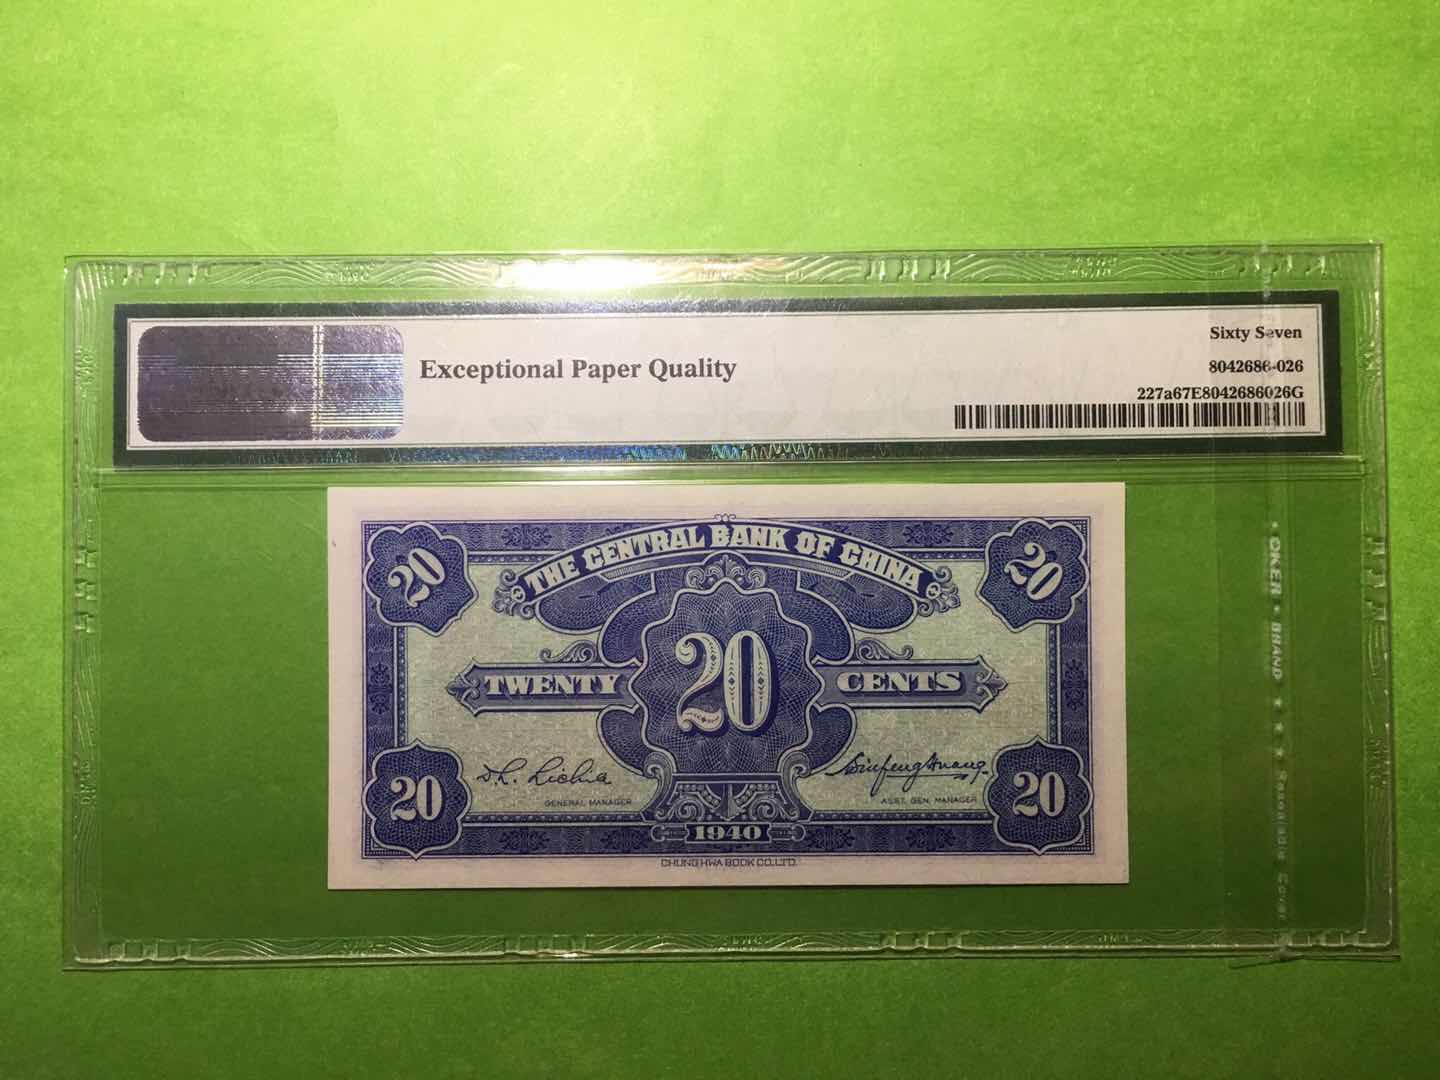 Sixty Seven
Exceptional Paper Quality
8042686-026
227a67E8042686026G
THE CENTRAL BANK OF CHINA
20
20
20
TWENTY
CENTS
20
20
GENERAL MANAGER
ASST. GEN. MANAGER
1940
CHUNG HWA BOOK CO. LTD.
BRAND